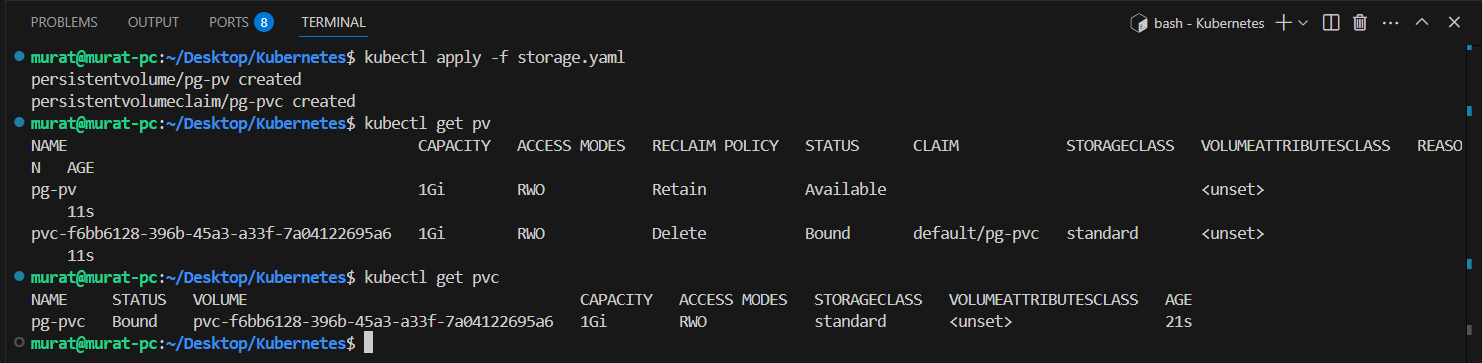 PROBLEMS OUTPUT PORTS 8 TERMINAL bash - Kubernetes
murat@murat-pc:~/Desktop/Kubernetes$ kubectl apply -f storage.yaml
persistentvolume/pg-pv created
persistentvolumeclaim/pg-pvc created
murat@murat-pc:~/Desktop/Kubernetes$ kubectl get pv
NAME CAPACITY ACCESS MODES RECLAIM POLICY STATUS CLAIM STORAGECLASS VOLUMEATTRIBUTESCLASS REASO
N AGE
pg-pv 1Gi RWO Retain Available <unset>
11s
pvc-f6bb6128-396b-45a3-a33f-7a04122695a6 1Gi RWO Delete Bound default/pg-pvc standard <unset>
11s
murat@murat-pc:~/Desktop/Kubernetes$ kubectl get pvc
NAME STATUS VOLUME CAPACITY ACCESS MODES STORAGECLASS VOLUMEATTRIBUTESCLASS AGE
pg-pvc Bound pvc-f6bb6128-396b-45a3-a33f-7a04122695a6 1Gi RWO standard <unset> 21s
murat@murat-pc:~/Desktop/Kubernetes$